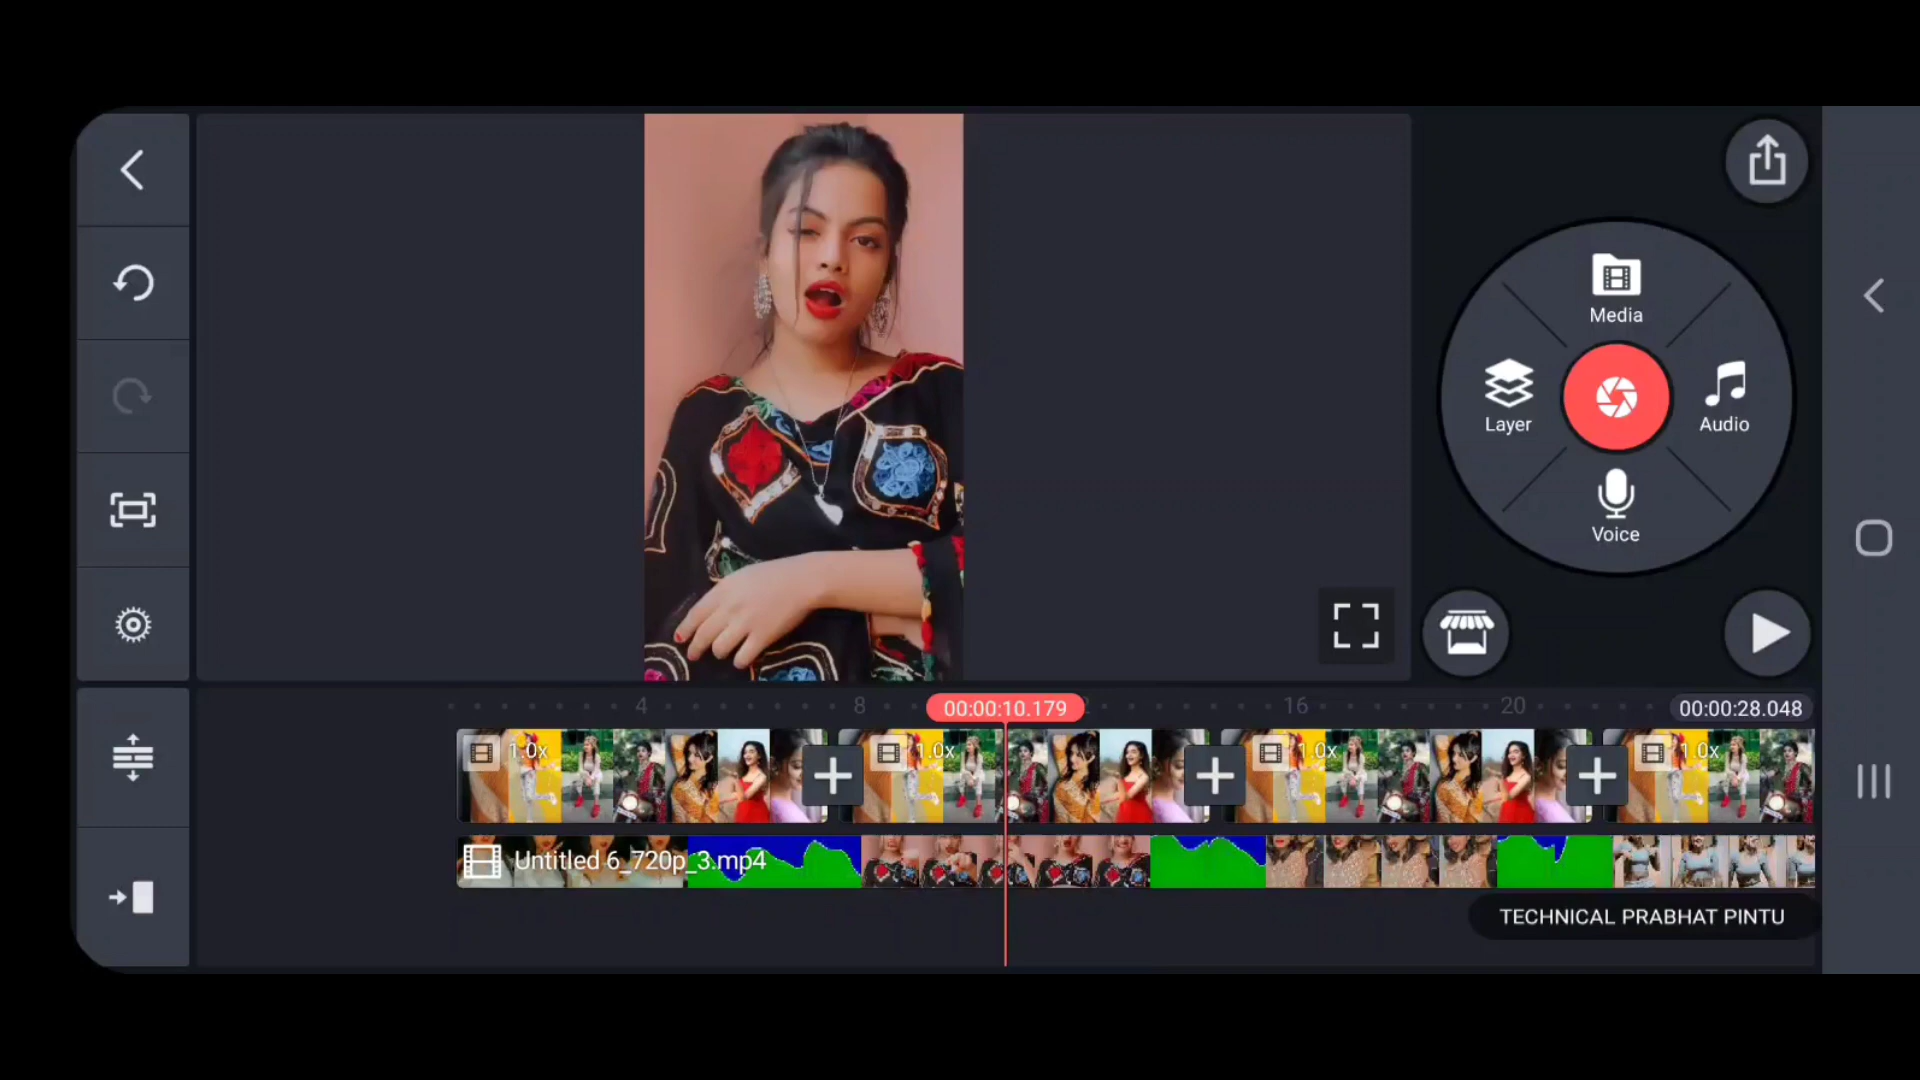 Media
Layer
Audio
Voice
4
8
00:00:10.179
16
20
00:00:28.048
1.0x
1.0x
1.0x
1.0x
Untitled 6_720p_3.mp4
TECHNICAL PRABHAT PINTU